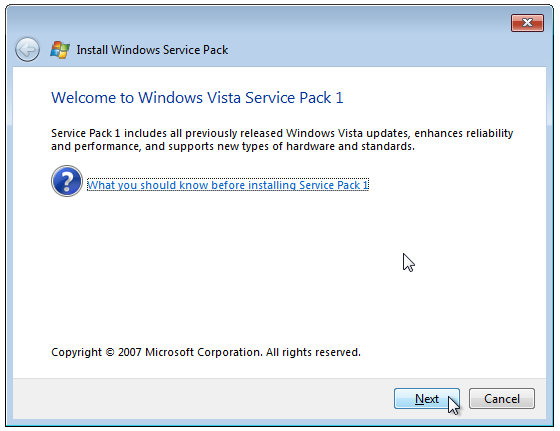 Install Windows Service Pack
Welcome to Windows Vista Service Pack 1
Service Pack 1 includes all previously released Windows Vista updates, enhances reliability
and performance, and supports new types of hardware and standards.
What you should know before installing Service Pack 1
Copyright © 2007 Microsoft Corporation. All rights reserved.
Next Cancel